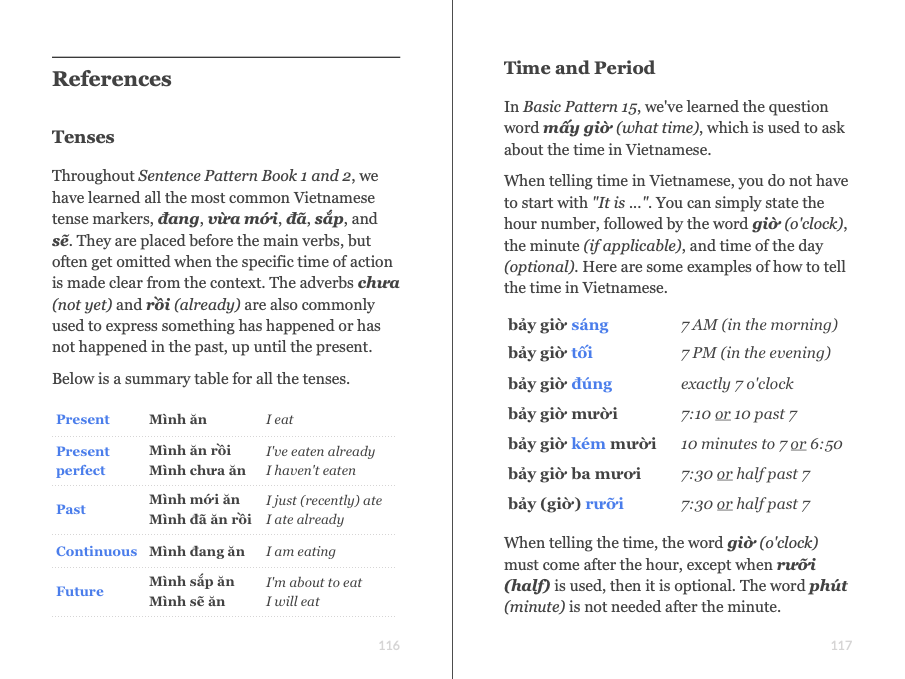 References
Tenses
Throughout Sentence Pattern Book 1 and 2, we
have learned all the most common Vietnamese
tense markers, đang, vừa mới, đã, sắp, and
sẽ. They are placed before the main verbs, but
often get omitted when the specific time of action
is made clear from the context. The adverbs chưa
(not yet) and rồi (already) are also commonly
used to express something has happened or has
not happened in the past, up until the present.
Below is a summary table for all the tenses.
Present Mình ăn I eat
Present perfect Mình ăn rồi I've eaten already
Mình chưa ăn I haven't eaten
Past Mình mới ăn I just (recently) ate
Mình đã ăn rồi I ate already
Continuous Mình đang ăn I am eating
Future Mình sắp ăn I'm about to eat
Mình sẽ ăn I will eat
116
Time and Period
In Basic Pattern 15, we've learned the question
word mấy giờ (what time), which is used to ask
about the time in Vietnamese.
When telling time in Vietnamese, you do not have
to start with "It is ...". You can simply state the
hour number, followed by the word giờ (o'clock),
the minute (if applicable), and time of the day
(optional). Here are some examples of how to tell
the time in Vietnamese.
bảy giờ sáng 7 AM (in the morning)
bảy giờ tối 7 PM (in the evening)
bảy giờ đúng exactly 7 o'clock
bảy giờ mười 7:10 or 10 past 7
bảy giờ kém mười 10 minutes to 7 or 6:50
bảy giờ ba mươi 7:30 or half past 7
bảy (giờ) rưỡi 7:30 or half past 7
When telling the time, the word giờ (o'clock)
must come after the hour, except when rưỡi
(half) is used, then it is optional. The word phút
(minute) is not needed after the minute.
117